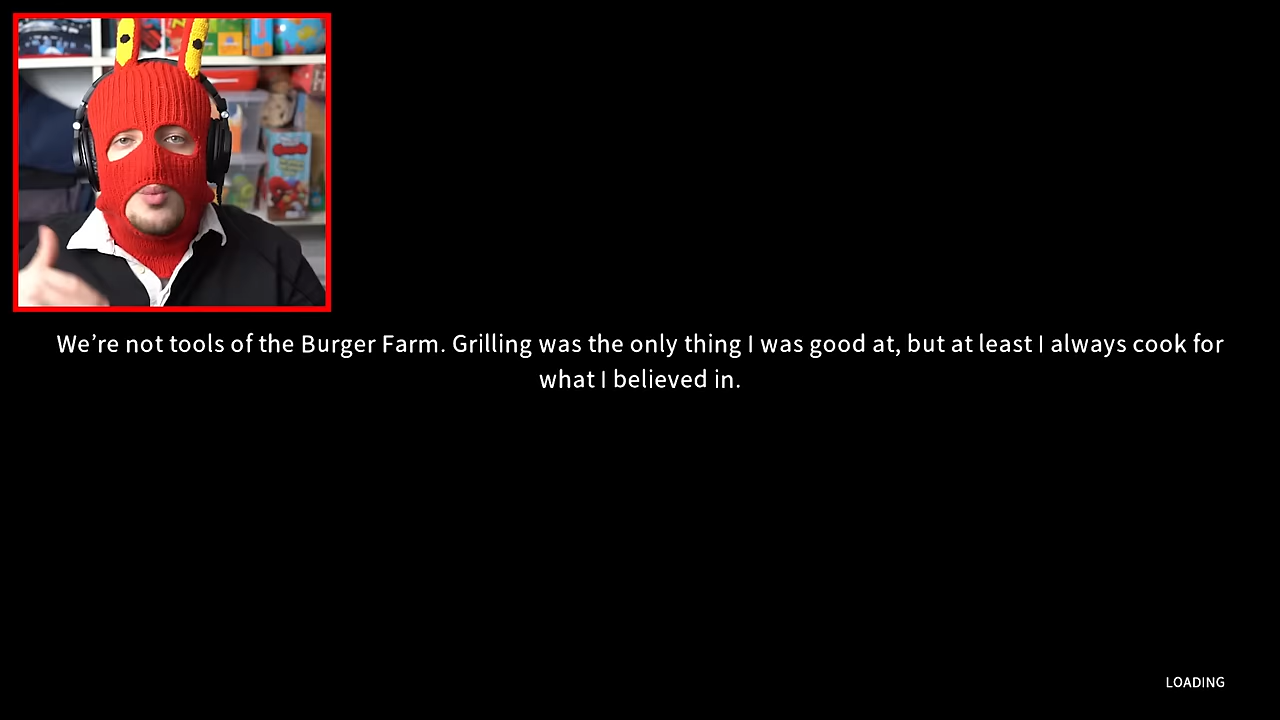 We’re not tools of the Burger Farm. Grilling was the only thing I was good at, but at least I always cook for
what I believed in.
LOADING